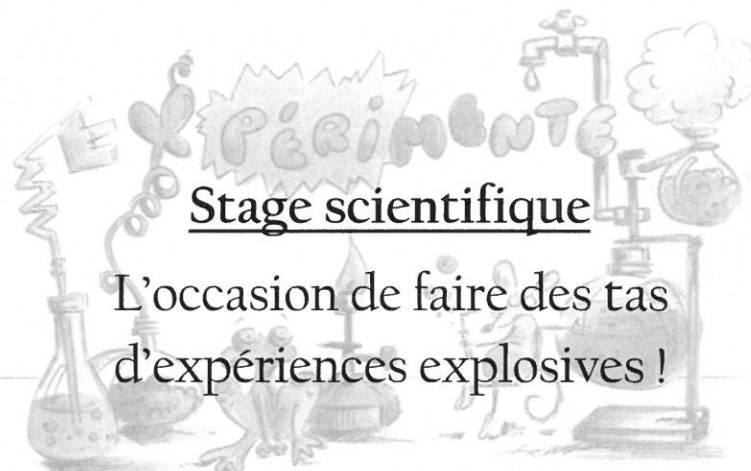 EXPÉRIMENTE
Stage scientifique
L'occasion de faire des tas
d'expériences explosives !